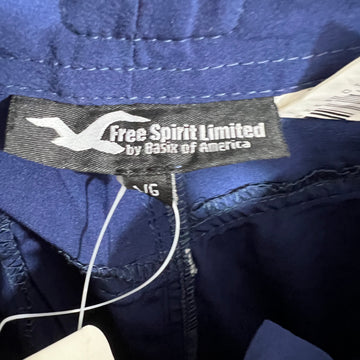 Free Spirit Limited
by Basix of America
L/G